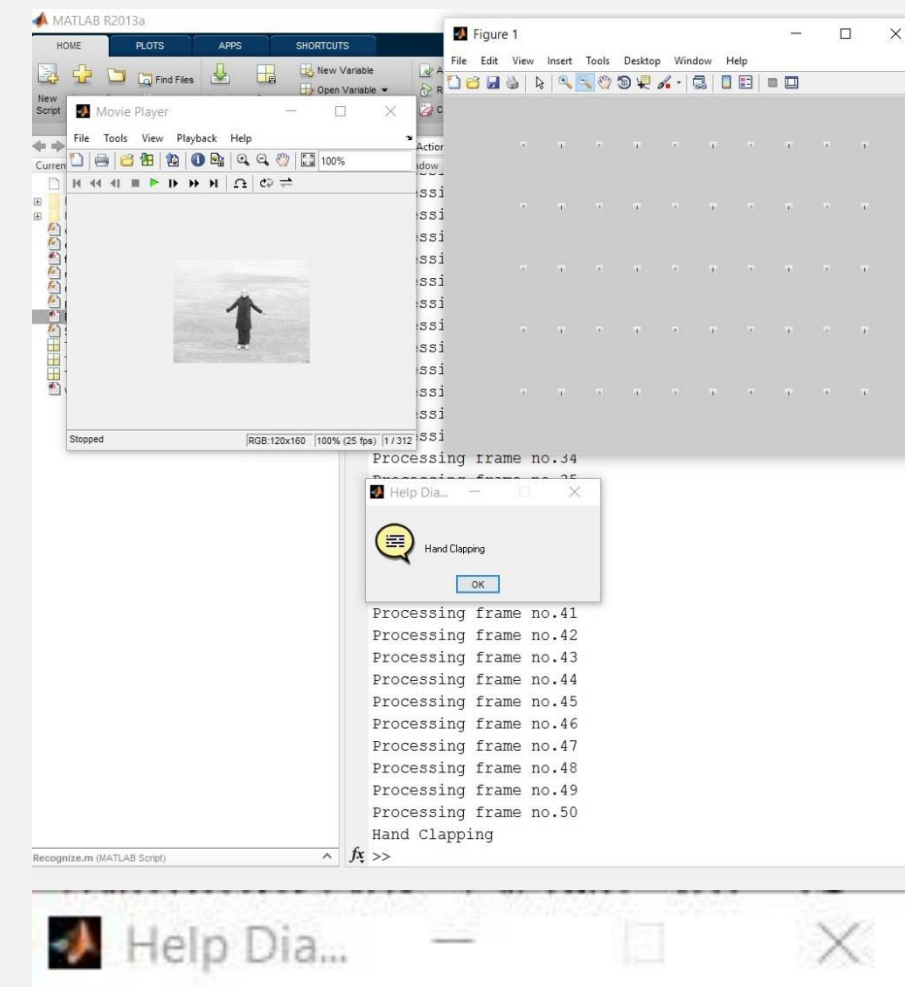 MATLAB R2013a
HOME PLOTS APPS SHORTCUTS
New Script
Find Files
New Variable
Open Variable
Movie Player
File Tools View Playback Help
100%
Stopped
RGB:120x160 100% (25 fps) 1 / 312
Figure 1
File Edit View Insert Tools Desktop Window Help
Processing frame no.34
Help Dia...
Hand Clapping
OK
Processing frame no.41
Processing frame no.42
Processing frame no.43
Processing frame no.44
Processing frame no.45
Processing frame no.46
Processing frame no.47
Processing frame no.48
Processing frame no.49
Processing frame no.50
Hand Clapping
fx >>
Recognize.m (MATLAB Script)
Help Dia...